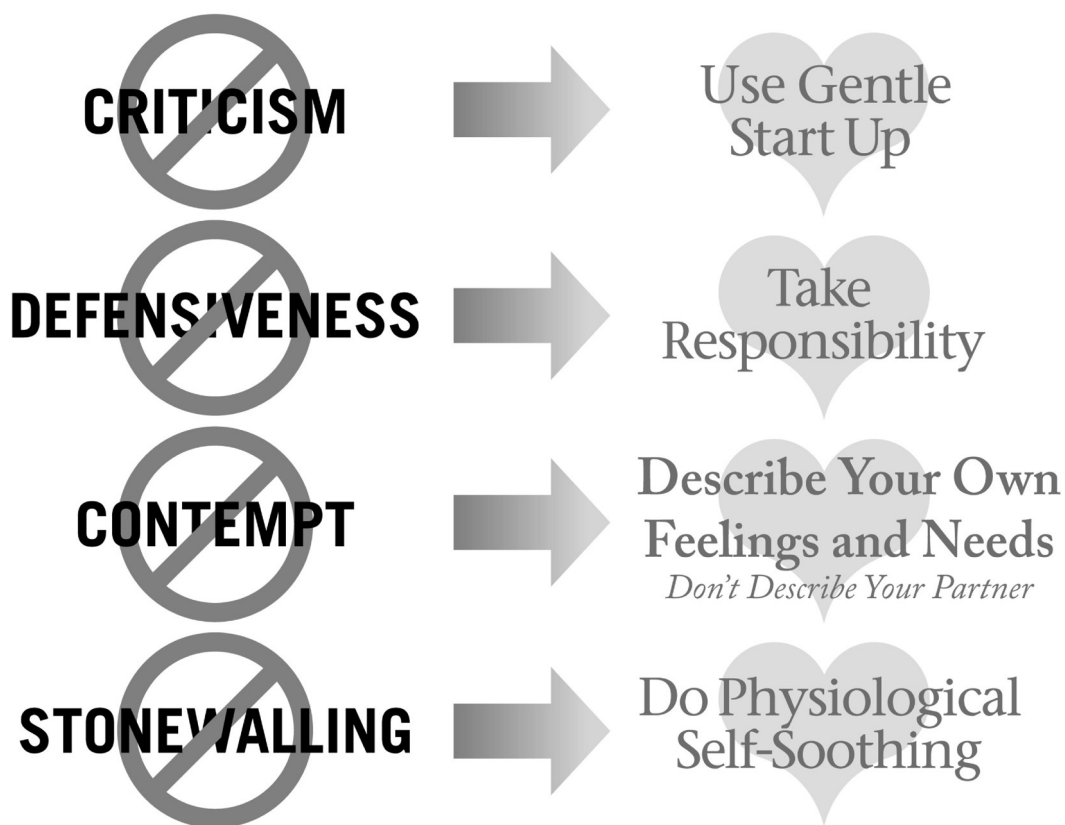 CRITICISM
Use Gentle
Start Up
DEFENSIVENESS
Take
Responsibility
CONTEMPT
Describe Your Own
Feelings and Needs
Don't Describe Your Partner
STONEWALLING
Do Physiological
Self-Soothing